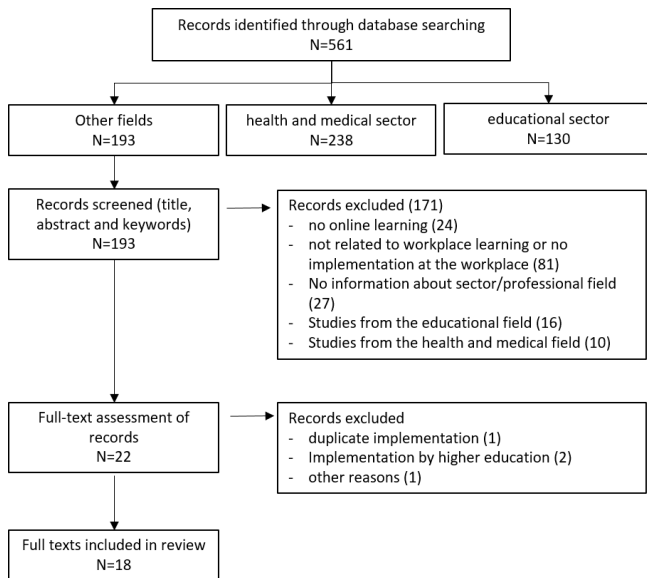 Records identified through database searching
N=561
Other fields
N=193
health and medical sector
N=238
educational sector
N=130
Records screened (title,
abstract and keywords)
N=193
Records excluded (171)
- no online learning (24)
- not related to workplace learning or no
implementation at the workplace (81)
- No information about sector/professional field
(27)
- Studies from the educational field (16)
- Studies from the health and medical field (10)
Full-text assessment of
records
N=22
Records excluded
- duplicate implementation (1)
- Implementation by higher education (2)
- other reasons (1)
Full texts included in review
N=18